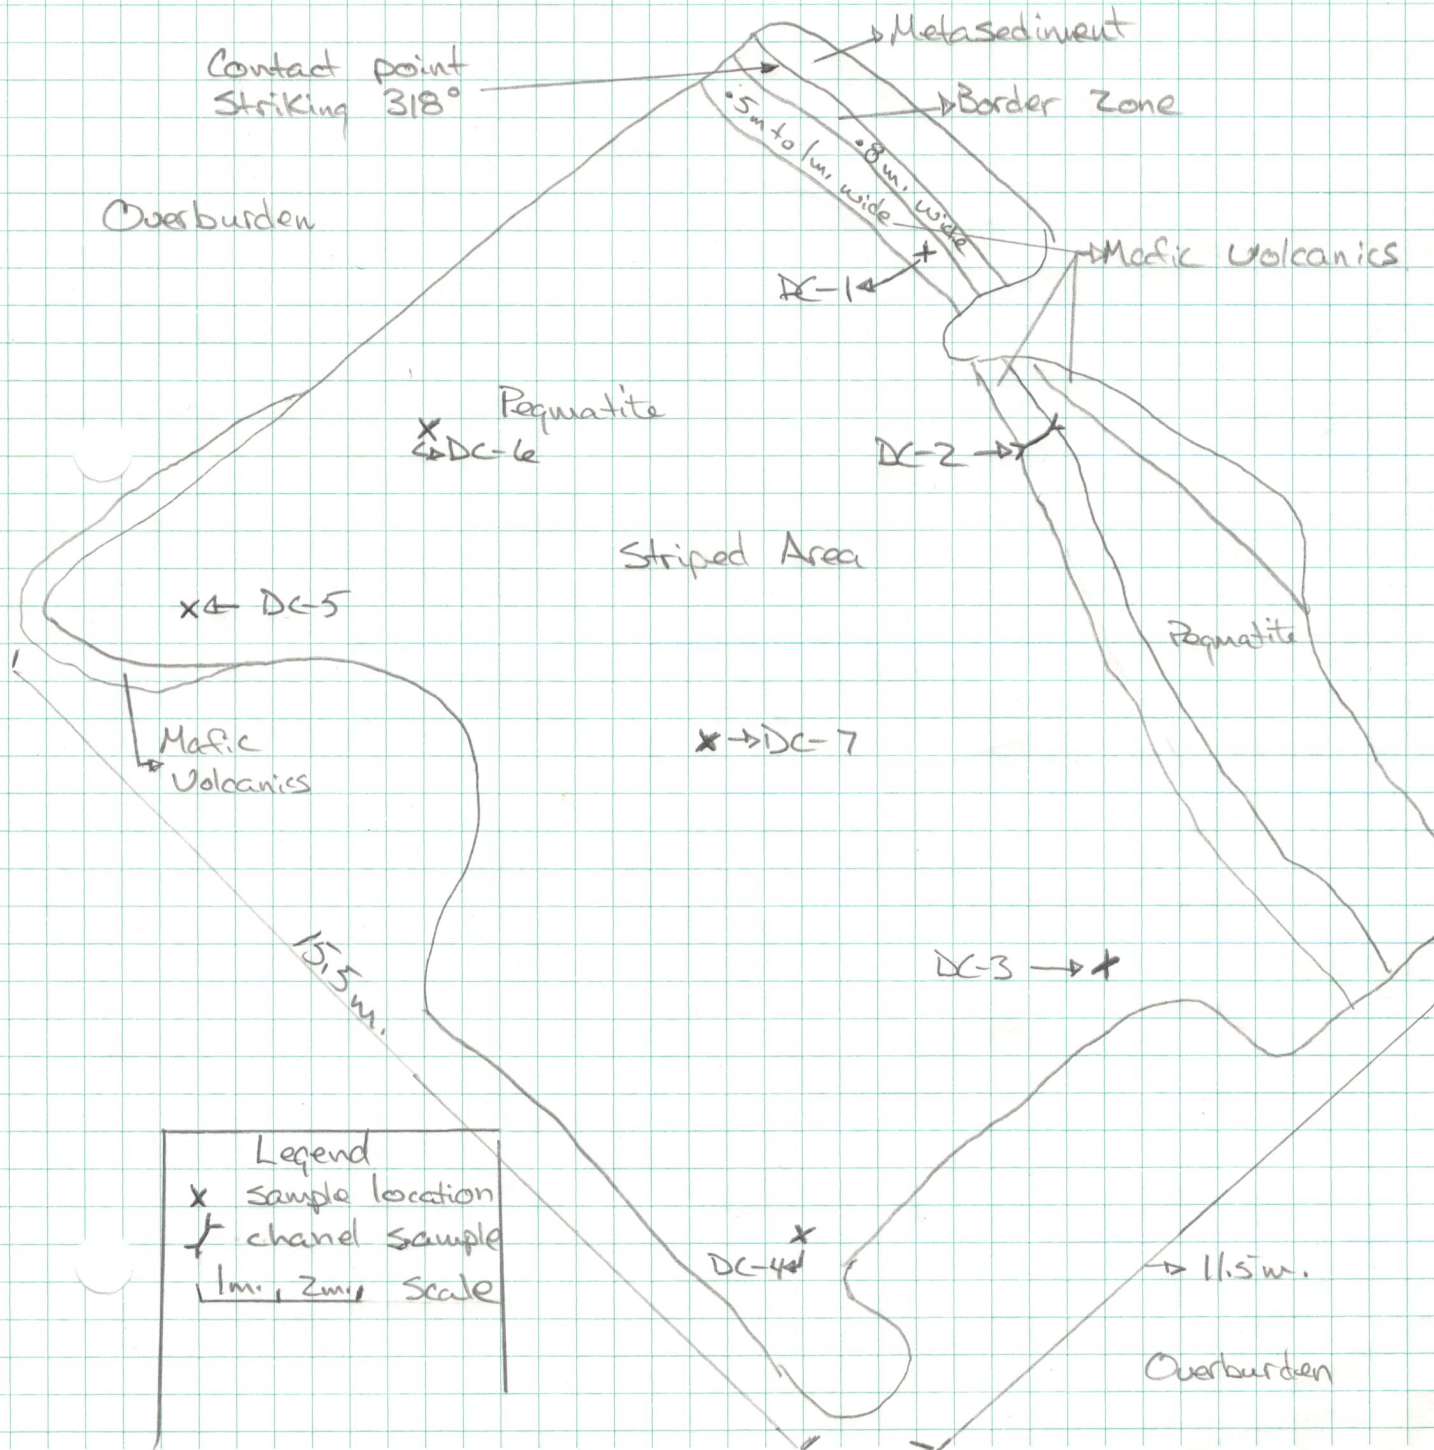 Metasediment
Contact point
Striking 318°
Border Zone
.5m to 1m. wide
.8m. wide
Overburden
Mafic Volcanics
DC-1
Pegmatite
DC-6
DC-2
Striped Area
DC-5
Pegmatite
Mafic
Volcanics
DC-7
15.5m.
DC-3
Legend
x sample location
chanel sample
1m. 2m. Scale
DC-4
11.5m.
Overburden